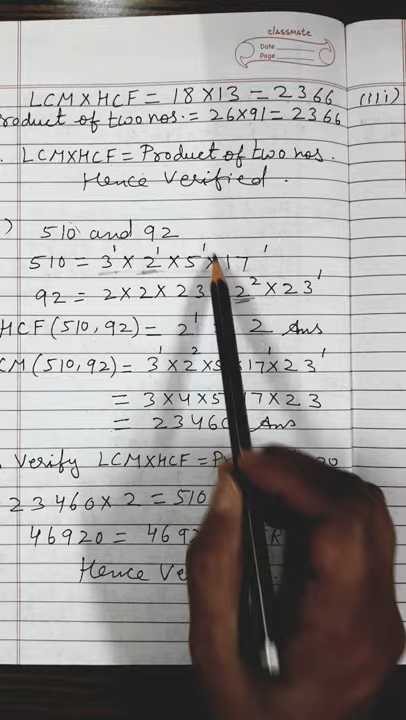 classmate
Date
Page
LCM×HCF = 18×13 = 2366 (iii)
Product of two nos. = 26×91 = 2366
. LCM×HCF = Product of two nos.
Hence Verified.
) 510 and 92
510 = 3¹ × 2¹ × 5¹ × 17¹
92 = 2×2×23 2² × 23¹
HCF(510, 92) = 2¹ 2 Ans
CM(510, 92) = 3¹×2²×5 17¹×23¹
= 3×4×5 17×23
= 23460 Ans
. Verify LCM×HCF = P
23460×2 = 510
46920 = 469
Hence Ve